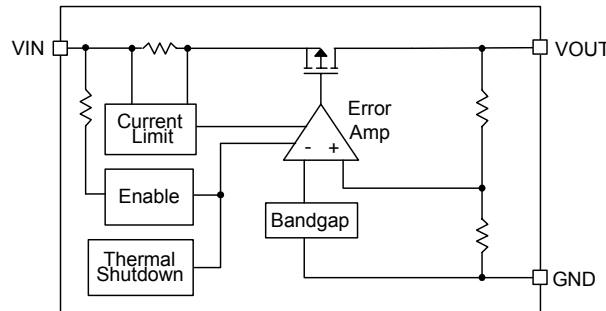 VIN
VOUT
Error
Amp
Current
Limit
- +
Enable
Bandgap
Thermal
Shutdown
GND